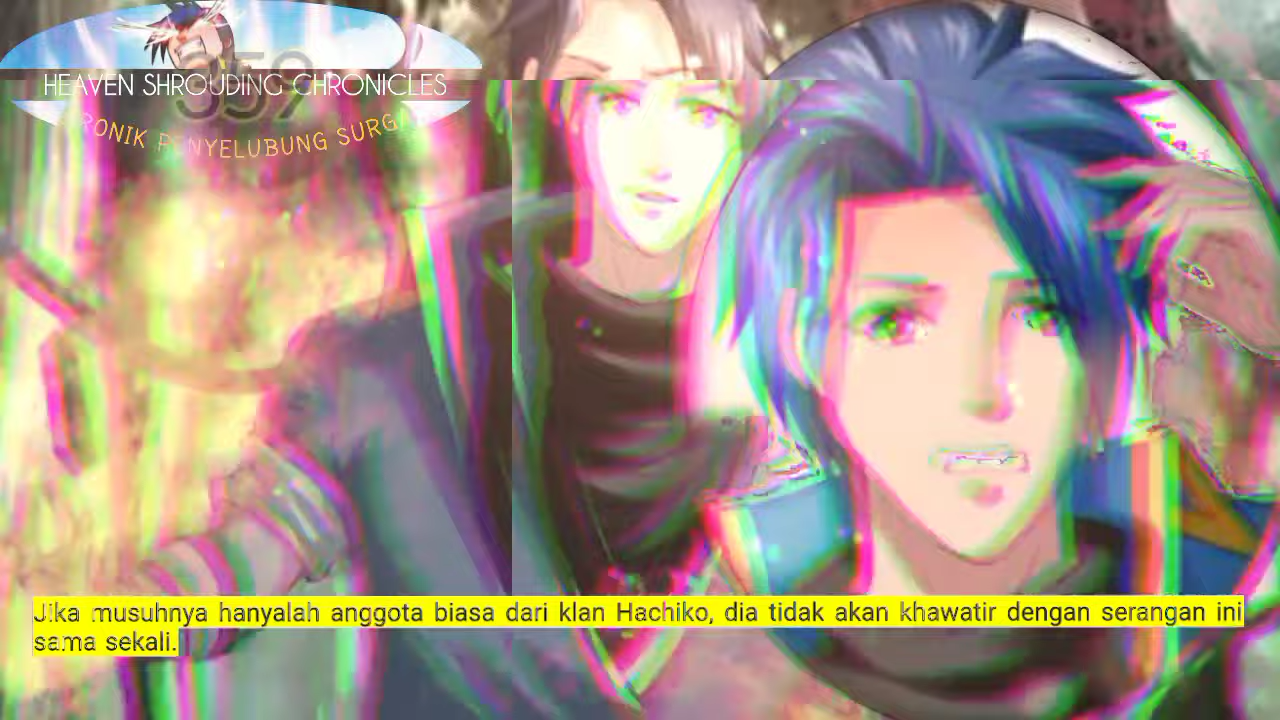 359
HEAVEN SHROUDING CHRONICLES
RONIK PENYELUBUNG SURGA
Jika musuhnya hanyalah anggota biasa dari klan Hachiko, dia tidak akan khawatir dengan serangan ini
sama sekali.